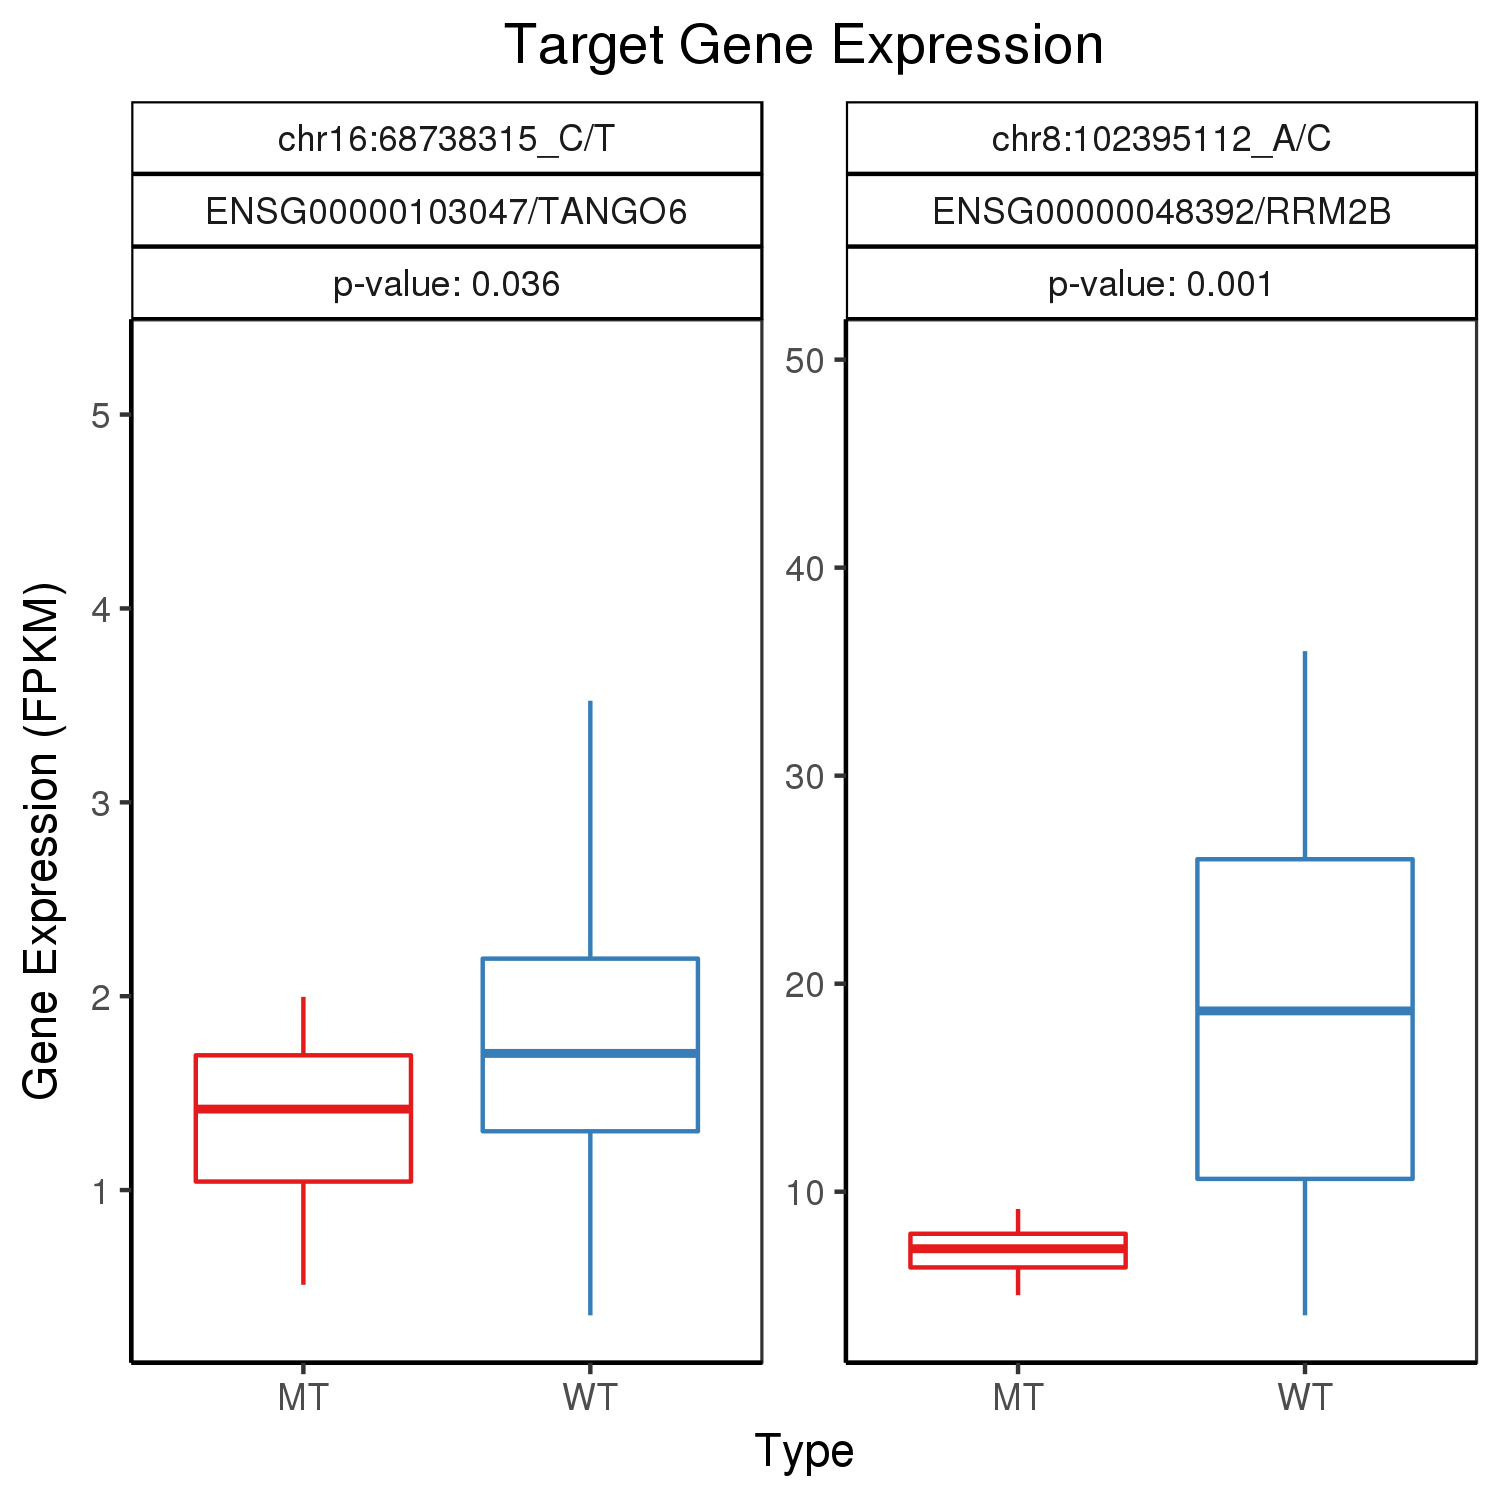 Target Gene Expression
chr16:68738315_C/T
ENSG00000103047/TANGO6
p-value: 0.036
chr8:102395112_A/C
ENSG00000048392/RRM2B
p-value: 0.001
Gene Expression (FPKM)
5
4
3
2
1
MT
WT
50
40
30
20
10
MT
WT
Type